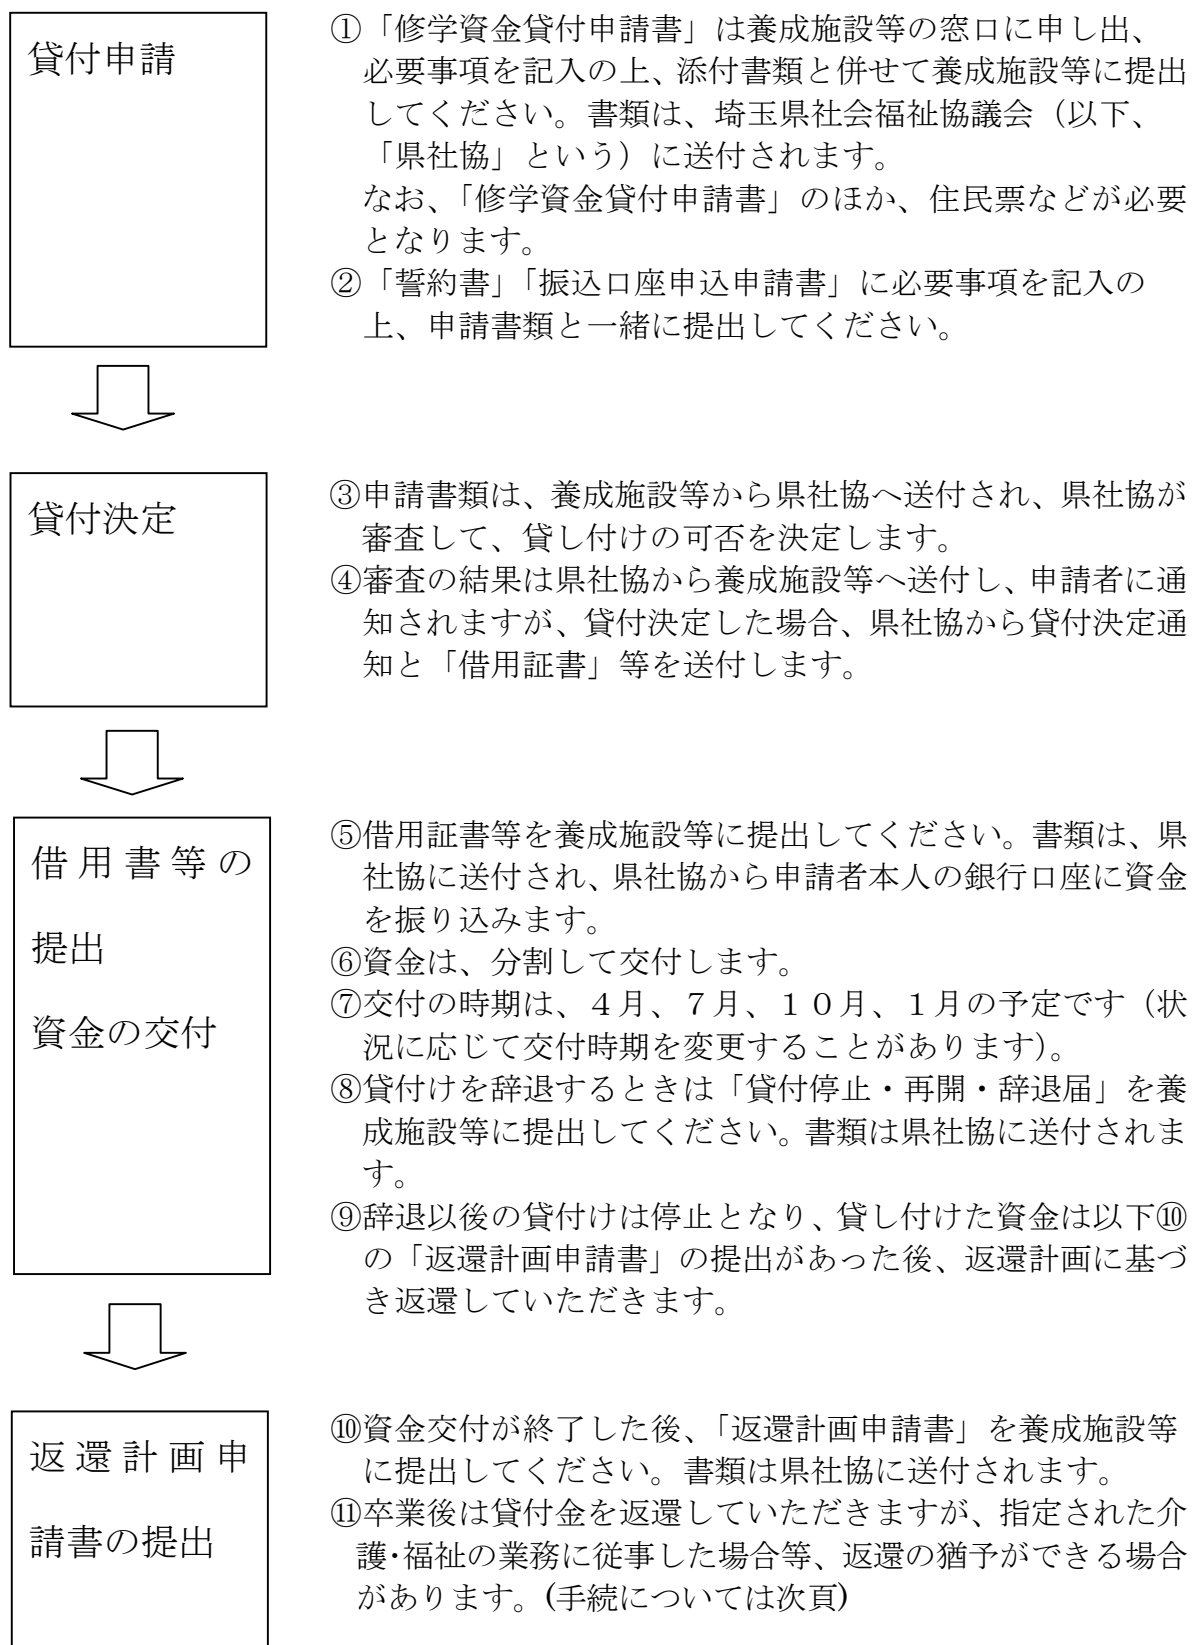 貸付申請
①「修学資金貸付申請書」は養成施設等の窓口に申し出、
必要事項を記入の上、添付書類と併せて養成施設等に提出
してください。書類は、埼玉県社会福祉協議会（以下、
「県社協」という）に送付されます。
なお、「修学資金貸付申請書」のほか、住民票などが必要
となります。
②「誓約書」「振込口座申込申請書」に必要事項を記入の
上、申請書類と一緒に提出してください。
貸付決定
③申請書類は、養成施設等から県社協へ送付され、県社協が
審査して、貸し付けの可否を決定します。
④審査の結果は県社協から養成施設等へ送付し、申請者に通
知されますが、貸付決定した場合、県社協から貸付決定通
知と「借用証書」等を送付します。
借用書等の
提出
資金の交付
⑤借用証書等を養成施設等に提出してください。書類は、県
社協に送付され、県社協から申請者本人の銀行口座に資金
を振り込みます。
⑥資金は、分割して交付します。
⑦交付の時期は、４月、７月、１０月、１月の予定です（状
況に応じて交付時期を変更することがあります）。
⑧貸付けを辞退するときは「貸付停止・再開・辞退届」を養
成施設等に提出してください。書類は県社協に送付されま
す。
⑨辞退以後の貸付けは停止となり、貸し付けた資金は以下⑩
の「返還計画申請書」の提出があった後、返還計画に基づ
き返還していただきます。
返還計画申
請書の提出
⑩資金交付が終了した後、「返還計画申請書」を養成施設等
に提出してください。書類は県社協に送付されます。
⑪卒業後は貸付金を返還していただきますが、指定された介
護・福祉の業務に従事した場合等、返還の猶予ができる場合
があります。(手続については次頁)